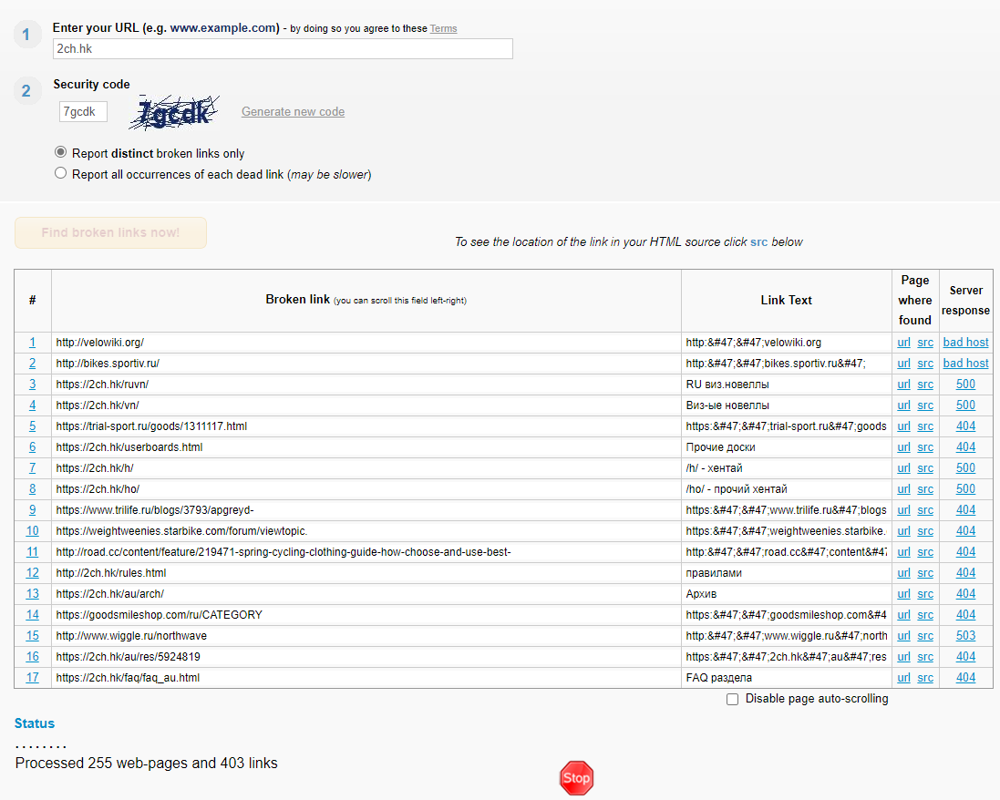 1
Enter your URL (e.g. www.example.com) - by doing so you agree to these Terms
2ch.hk
2
Security code
7gcdk 7gcdk Generate new code
Report distinct broken links only
Report all occurrences of each dead link (may be slower)
Find broken links now!
To see the location of the link in your HTML source click src below
# Broken link (you can scroll this field left-right) Link Text Page where found Server response
1 http://velowiki.org/ http:&#47;&#47;velowiki.org url src bad host
2 http://bikes.sportiv.ru/ http:&#47;&#47;bikes.sportiv.ru&#47; url src bad host
3 https://2ch.hk/ruvn/ RU виз.новеллы url src 500
4 https://2ch.hk/vn/ Виз-ые новеллы url src 500
5 https://trial-sport.ru/goods/1311117.html https:&#47;&#47;trial-sport.ru&#47;goods url src 404
6 https://2ch.hk/userboards.html Прочие доски url src 404
7 https://2ch.hk/h/ /h/ - хентай url src 500
8 https://2ch.hk/ho/ /ho/ - прочий хентай url src 500
9 https://www.trilife.ru/blogs/3793/apgreyd- https:&#47;&#47;www.trilife.ru&#47;blogs url src 404
10 https://weightweenies.starbike.com/forum/viewtopic. https:&#47;&#47;weightweenies.starbike. url src 404
11 http://road.cc/content/feature/219471-spring-cycling-clothing-guide-how-choose-and-use-best- http:&#47;&#47;road.cc&#47;content&#47; url src 404
12 http://2ch.hk/rules.html правилами url src 404
13 https://2ch.hk/au/arch/ Архив url src 404
14 https://goodsmileshop.com/ru/CATEGORY https:&#47;&#47;goodsmileshop.com&#4 url src 404
15 http://www.wiggle.ru/northwave http:&#47;&#47;www.wiggle.ru&#47;north url src 503
16 https://2ch.hk/au/res/5924819 https:&#47;&#47;2ch.hk&#47;au&#47;res url src 404
17 https://2ch.hk/faq/faq_au.html FAQ раздела url src 404
Disable page auto-scrolling
Status
. . . . . . . .
Processed 255 web-pages and 403 links
Stop